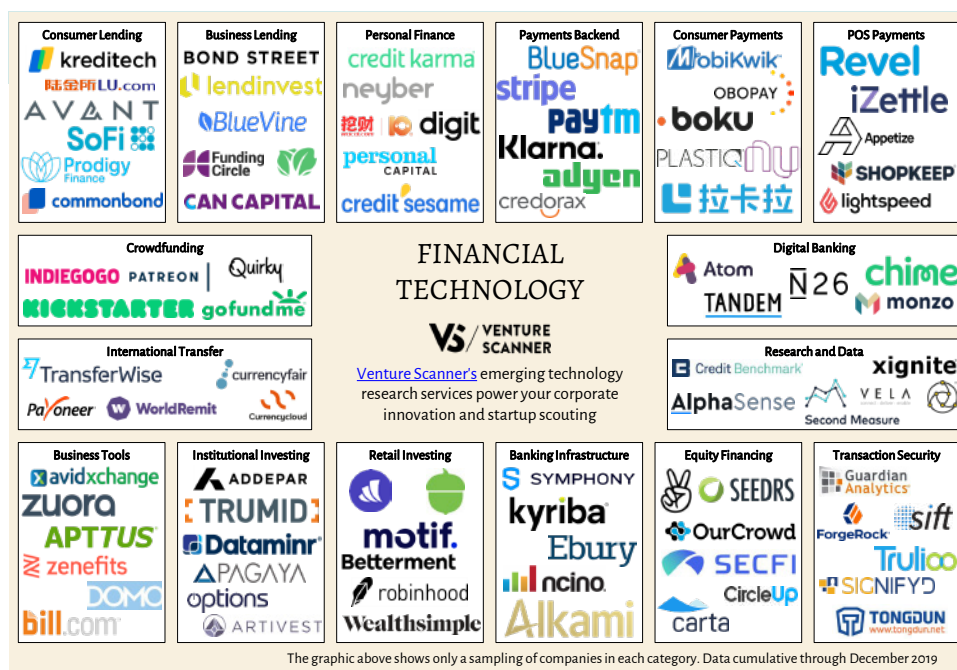 Consumer Lending
kreditech
陆金所LU.com
AVANT
SoFi
Prodigy
Finance
commonbond
Business Lending
BOND STREET
lendinvest
BlueVine
Funding
Circle
CAN CAPITAL
Personal Finance
credit karma
neyber
挖财
digit
personal
CAPITAL
credit sesame
Payments Backend
BlueSnap
stripe
paytm
Klarna.
adyen
credorax
Consumer Payments
MobiKwik
OBOPAY
boku
PLASTIQ nu
拉卡拉
POS Payments
Revel
iZettle
Appetize
SHOPKEEP
lightspeed
Crowdfunding
INDIEGOGO PATREON Quirky
KICKSTARTER gofundme
FINANCIAL
TECHNOLOGY
VS/ VENTURE
SCANNER
Venture Scanner's emerging technology
research services power your corporate
innovation and startup scouting
Digital Banking
Atom N26 chime
TANDEM monzo
International Transfer
TransferWise currencyfair
Payoneer WorldRemit Currencycloud
Research and Data
Credit Benchmark xignite
AlphaSense VELA
Second Measure
Business Tools
avidxchange
zuora
APTTUS
zenefits
DOMO
bill.com
Institutional Investing
ADDEPAR
TRUMID
Dataminr
PAGAYA
options
ARTIVEST
Retail Investing
motif.
Betterment
robinhood
Wealthsimple
Banking Infrastructure
SYMPHONY
kyriba
Ebury
ncino
Alkami
Equity Financing
SEEDRS
OurCrowd
SECFI
CircleUp
carta
Transaction Security
Guardian
Analytics
sift
ForgeRock
Trulioo
SIGNIFYD
TONGDUN
www.tongdun.net
The graphic above shows only a sampling of companies in each category. Data cumulative through December 2019